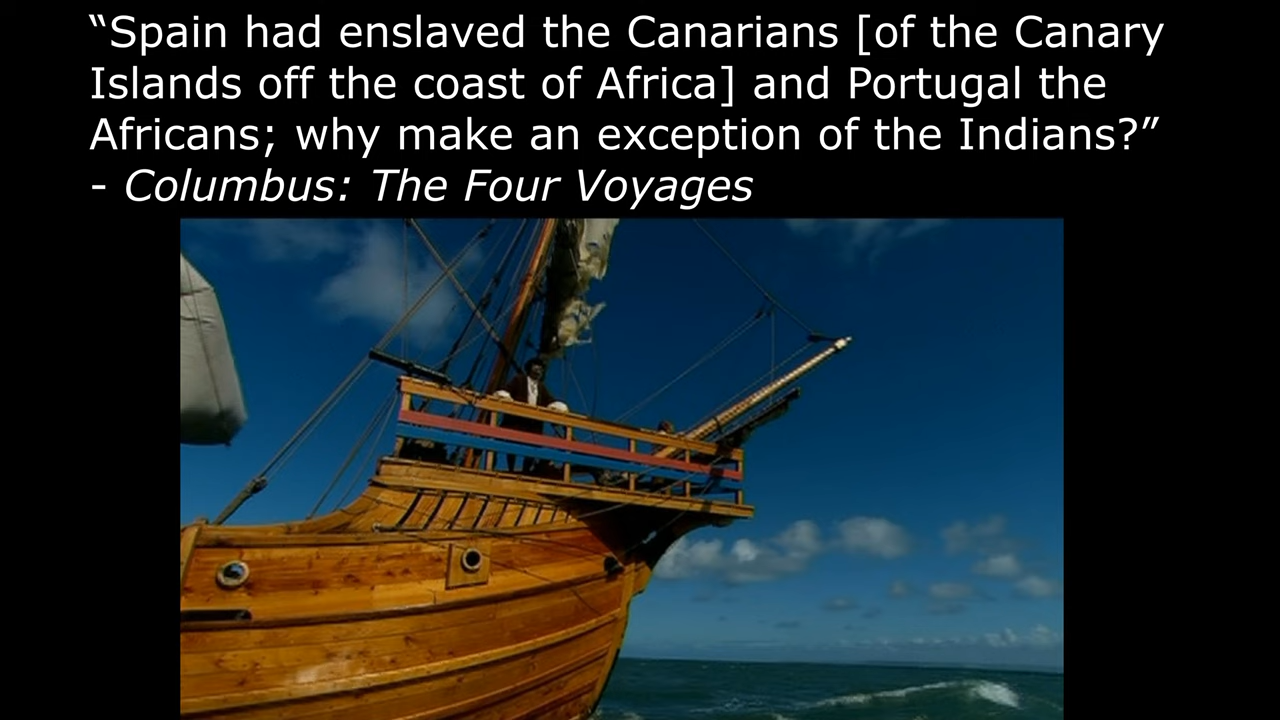 “Spain had enslaved the Canarians [of the Canary
Islands off the coast of Africa] and Portugal the
Africans; why make an exception of the Indians?”
- Columbus: The Four Voyages